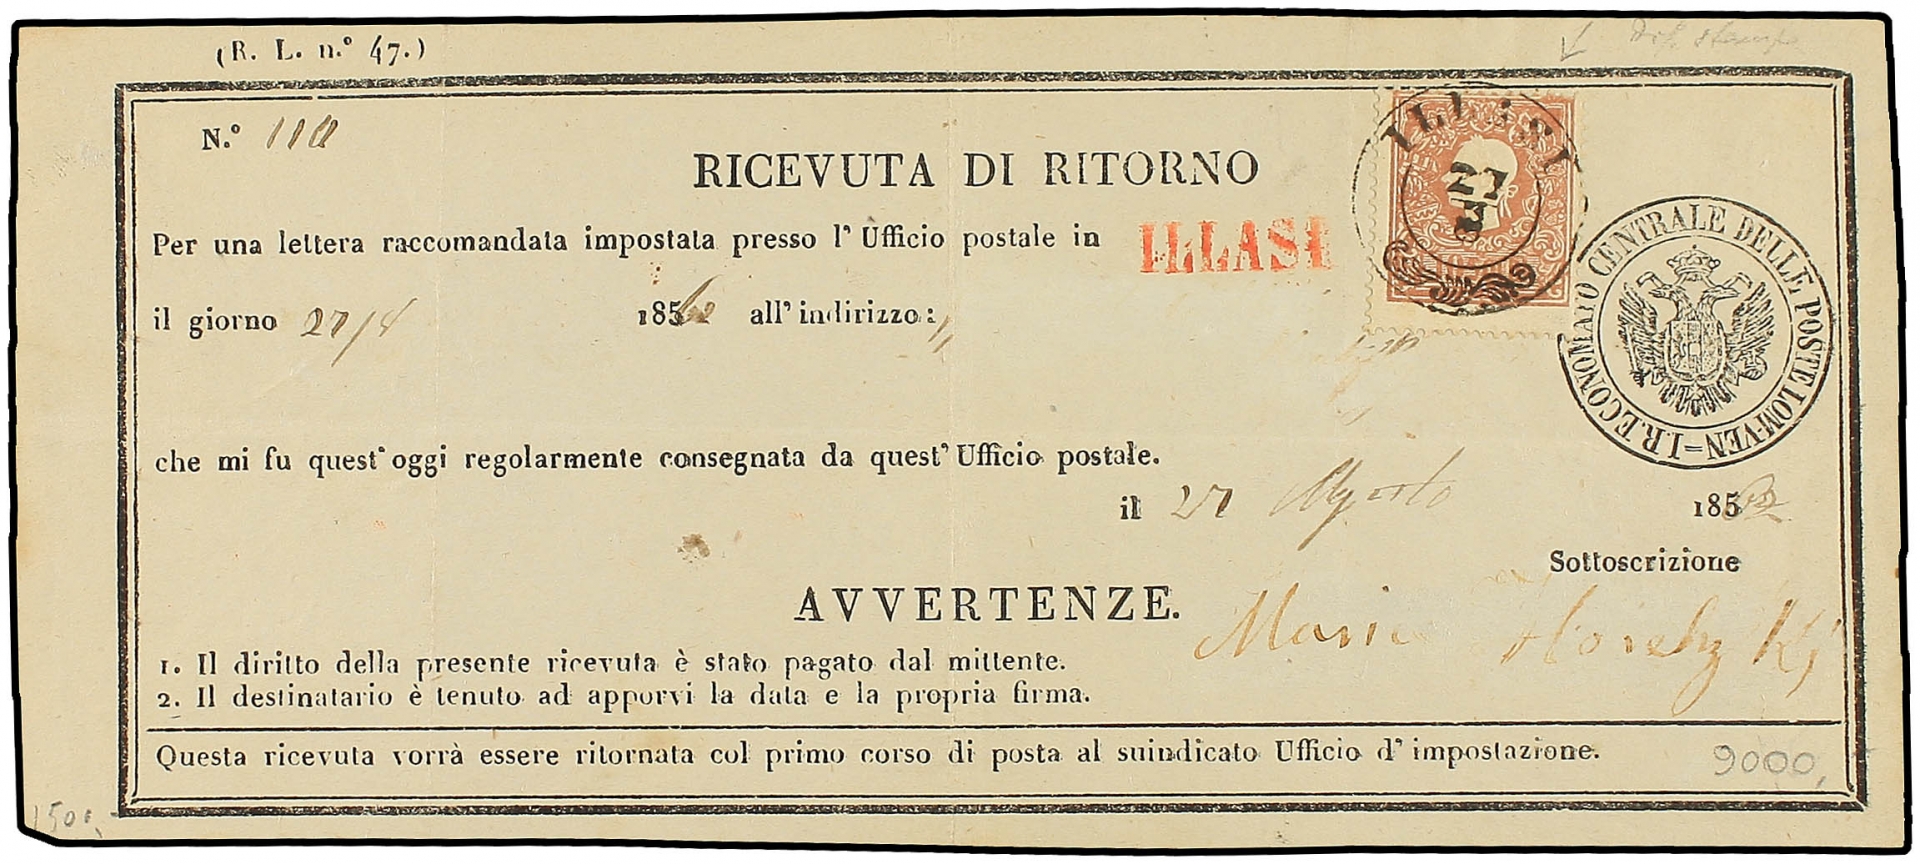 (R. L. n.° 47.)
N.° 110
RICEVUTA DI RITORNO
ILLASI
Per una lettera raccomandata impostata presso l' Ufficio postale in ILLASI
il giorno 27/8 1862 all' indirizzo:
I.R. ECONOMATO CENTRALE DELLE POSTE LOM-VEN
che mi fu quest' oggi regolarmente consegnata da quest' Ufficio postale.
il 27 Agosto 1862
Sottoscrizione
Maria
AVVERTENZE.
1. Il diritto della presente ricevuta è stato pagato dal mittente.
2. Il destinatario è tenuto ad apporvi la data e la propria firma.
Questa ricevuta vorrà essere ritornata col primo corso di posta al suindicato Ufficio d' impostazione.
9000,